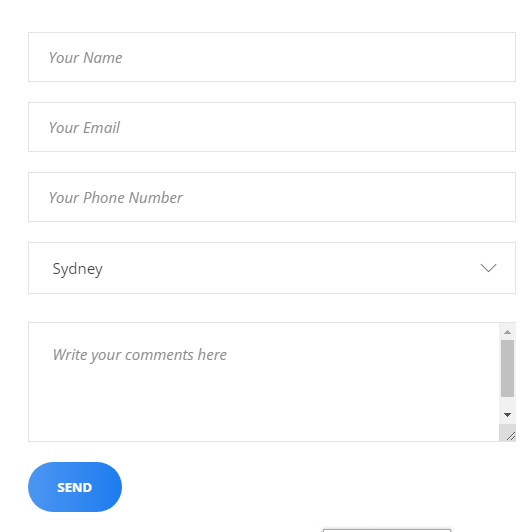 Your Name
Your Email
Your Phone Number
Sydney
Write your comments here
SEND